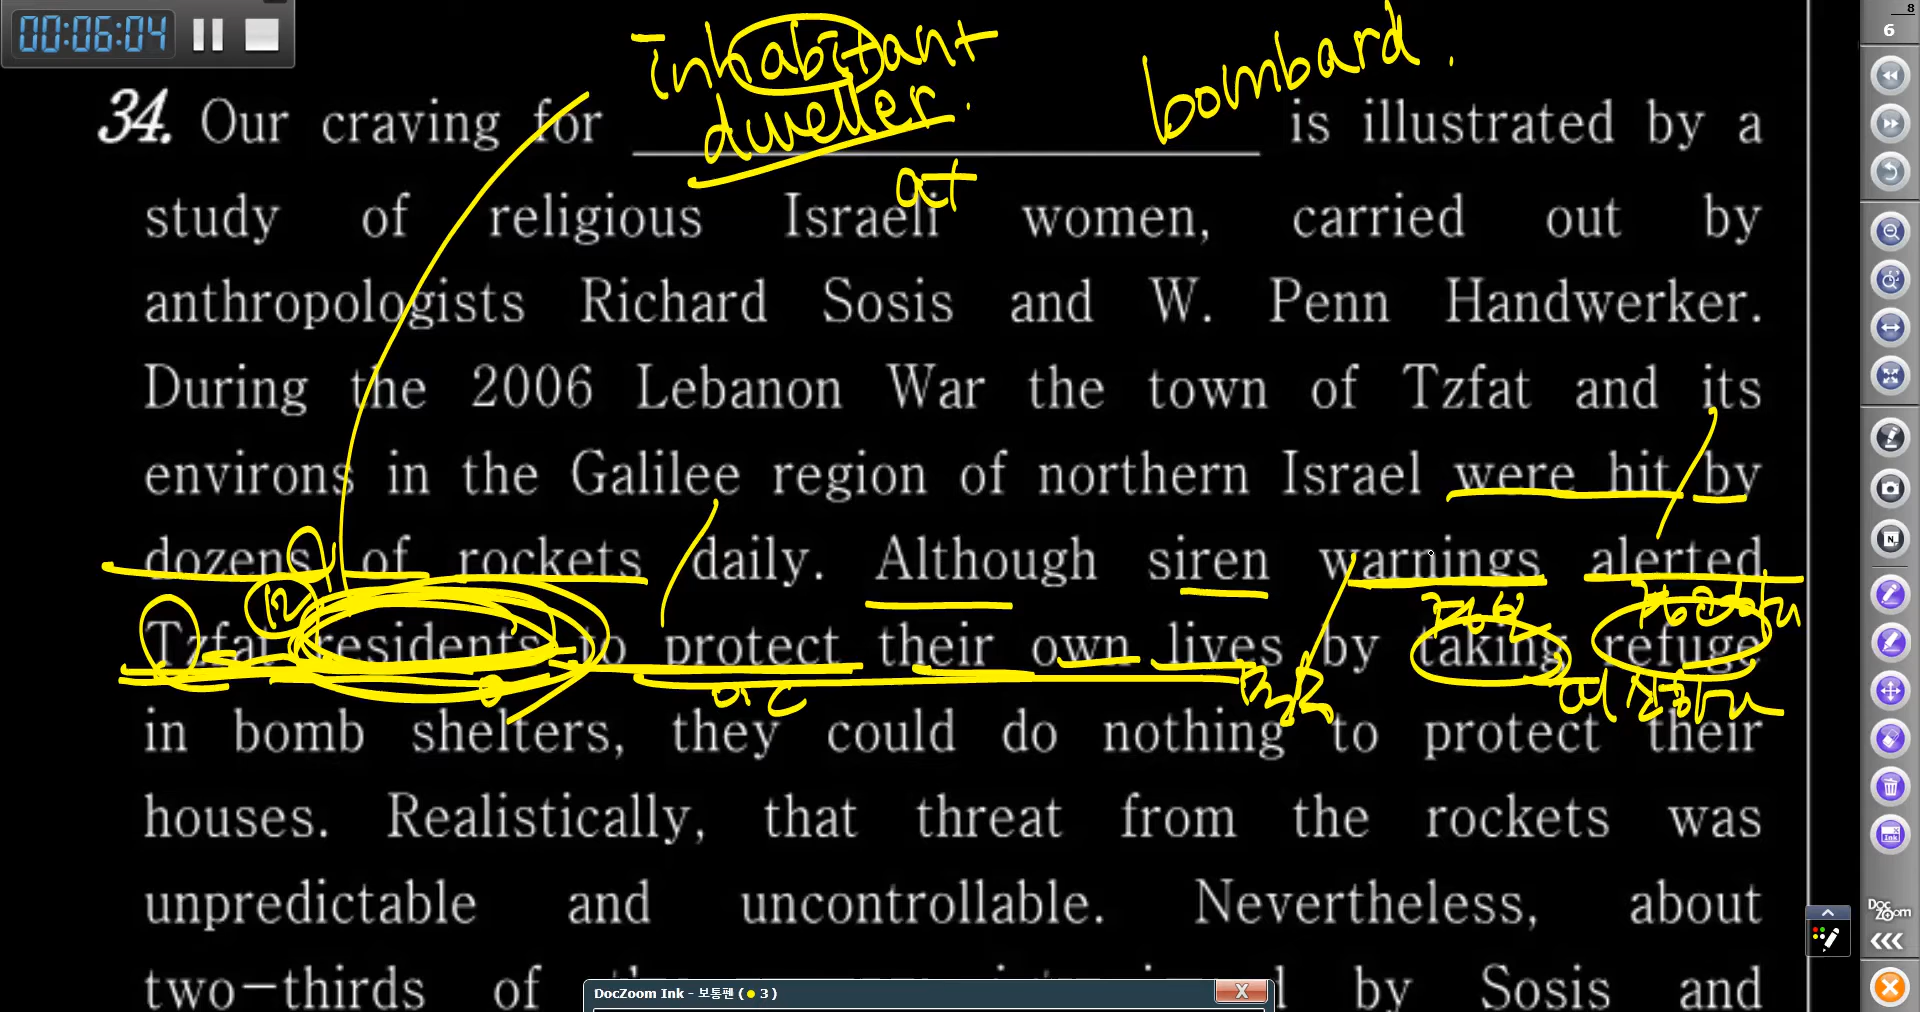 00:06:04
8
6
inhabitant
bombard.
dweller.
34. Our craving for is illustrated by a
at
study of religious Israeli women, carried out by
anthropologists Richard Sosis and W. Penn Handwerker.
During the 2006 Lebanon War the town of Tzfat and its
environs in the Galilee region of northern Israel were hit by
dozens of rockets daily. Although siren warnings alerted
12
Tzfat residents to protect their own lives by taking refuge
o.c
in bomb shelters, they could do nothing to protect their
houses. Realistically, that threat from the rockets was
unpredictable and uncontrollable. Nevertheless, about
two-thirds of by Sosis and
DocZoom
DocZoom Ink - 보통펜 ( 3 )